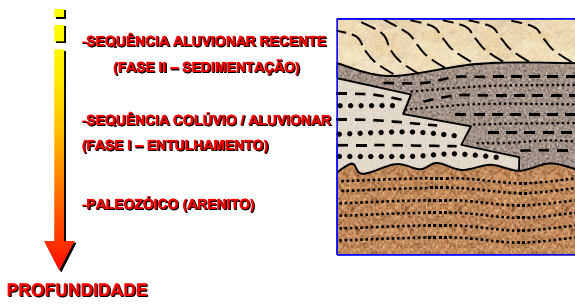 -SEQUÊNCIA ALUVIONAR RECENTE
(FASE II – SEDIMENTAÇÃO)
-SEQUÊNCIA COLÚVIO / ALUVIONAR
(FASE I – ENTULHAMENTO)
-PALEOZÓICO (ARENITO)
PROFUNDIDADE